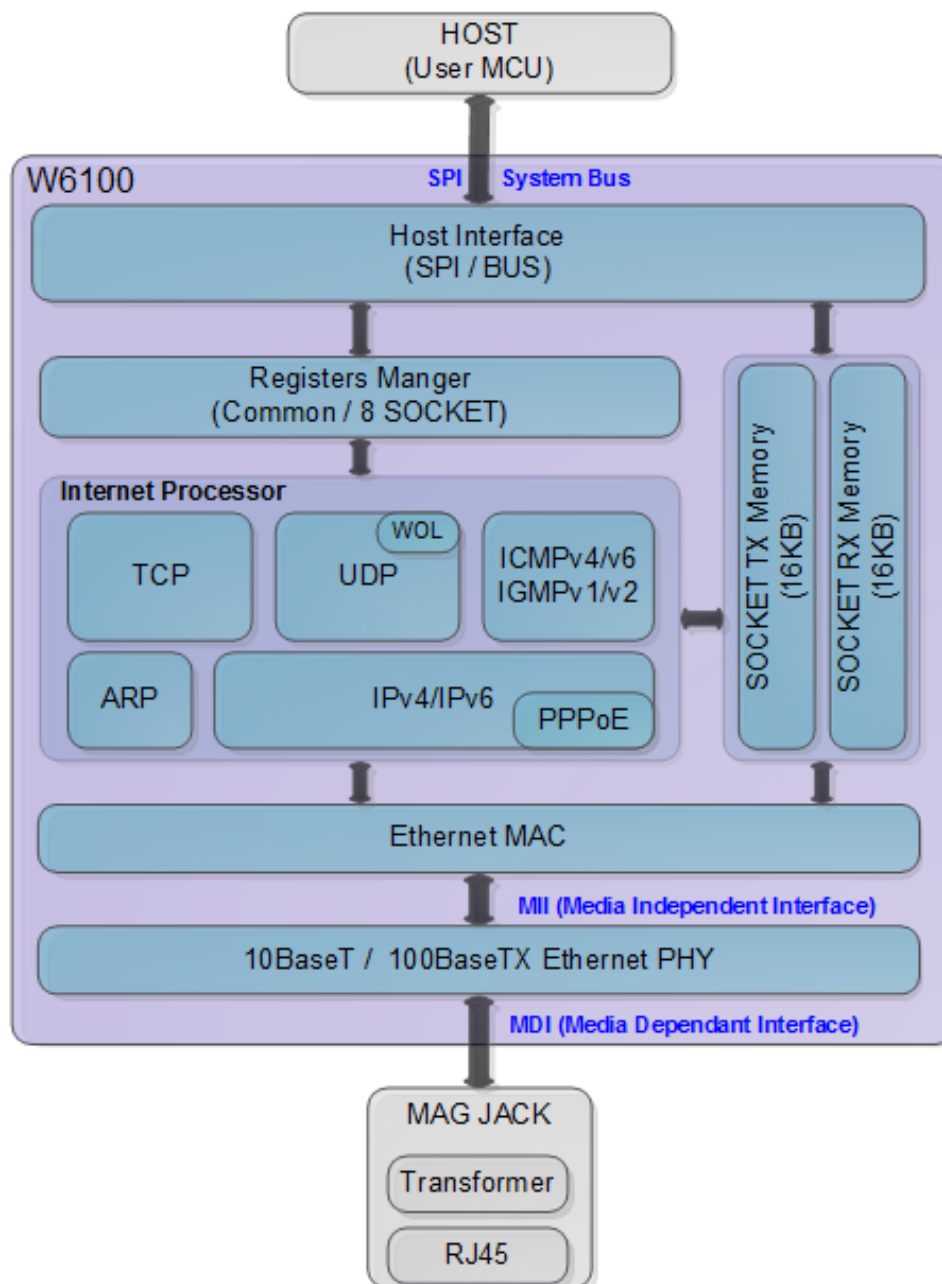 HOST
(User MCU)
W6100
SPI
System Bus
Host Interface
(SPI / BUS)
Registers Manger
(Common / 8 SOCKET)
SOCKET TX Memory
(16KB)
SOCKET RX Memory
(16KB)
Internet Processor
TCP
UDP
WOL
ICMPv4/v6
IGMPv1/v2
ARP
IPv4/IPv6
PPPoE
Ethernet MAC
MII (Media Independent Interface)
10BaseT / 100BaseTX Ethernet PHY
MDI (Media Dependant Interface)
MAG JACK
Transformer
RJ45